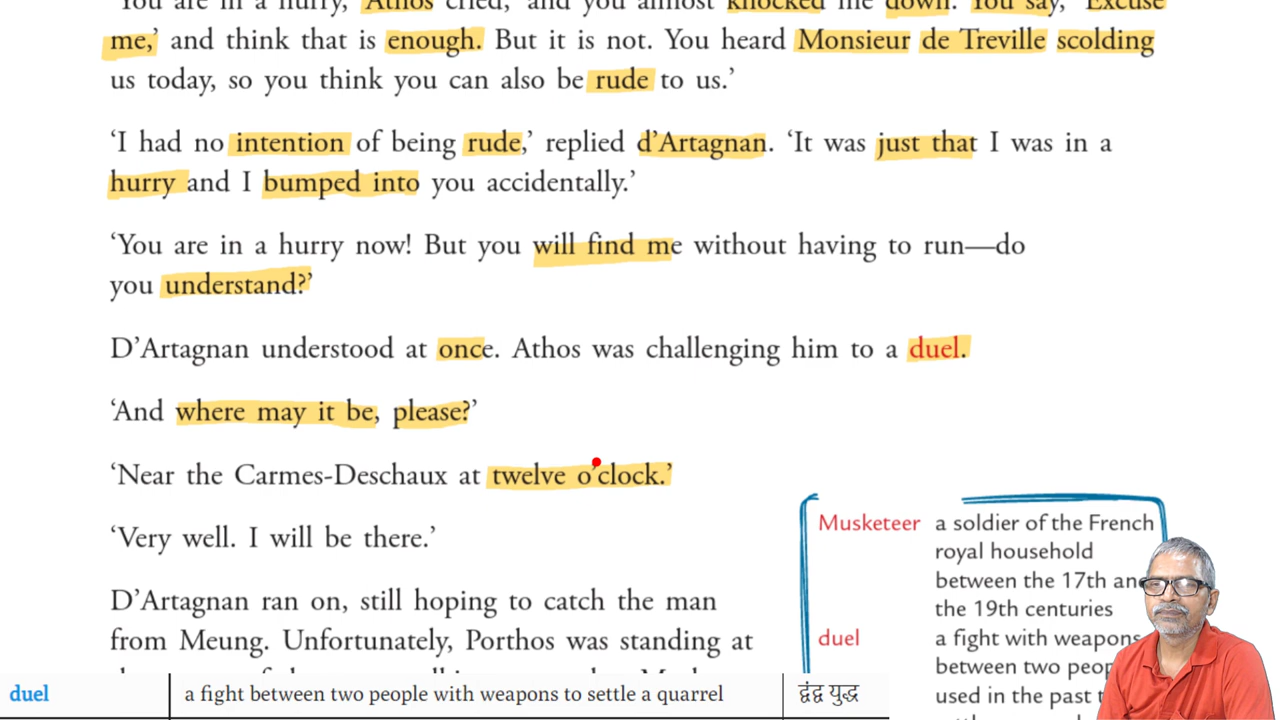 'You are in a hurry,' Athos cried, 'and you almost knocked me down. You say, 'Excuse
me,' and think that is enough. But it is not. You heard Monsieur de Treville scolding
us today, so you think you can also be rude to us.'
'I had no intention of being rude,' replied d'Artagnan. 'It was just that I was in a
hurry and I bumped into you accidentally.'
'You are in a hurry now! But you will find me without having to run—do
you understand?'
D'Artagnan understood at once. Athos was challenging him to a duel.
'And where may it be, please?'
'Near the Carmes-Deschaux at twelve o'clock.'
'Very well. I will be there.'
D'Artagnan ran on, still hoping to catch the man
from Meung. Unfortunately, Porthos was standing at
Musketeer a soldier of the French
royal household
between the 17th and
the 19th centuries
duel a fight with weapons
between two
used in the past
duel a fight between two people with weapons to settle a quarrel द्वंद्व युद्ध